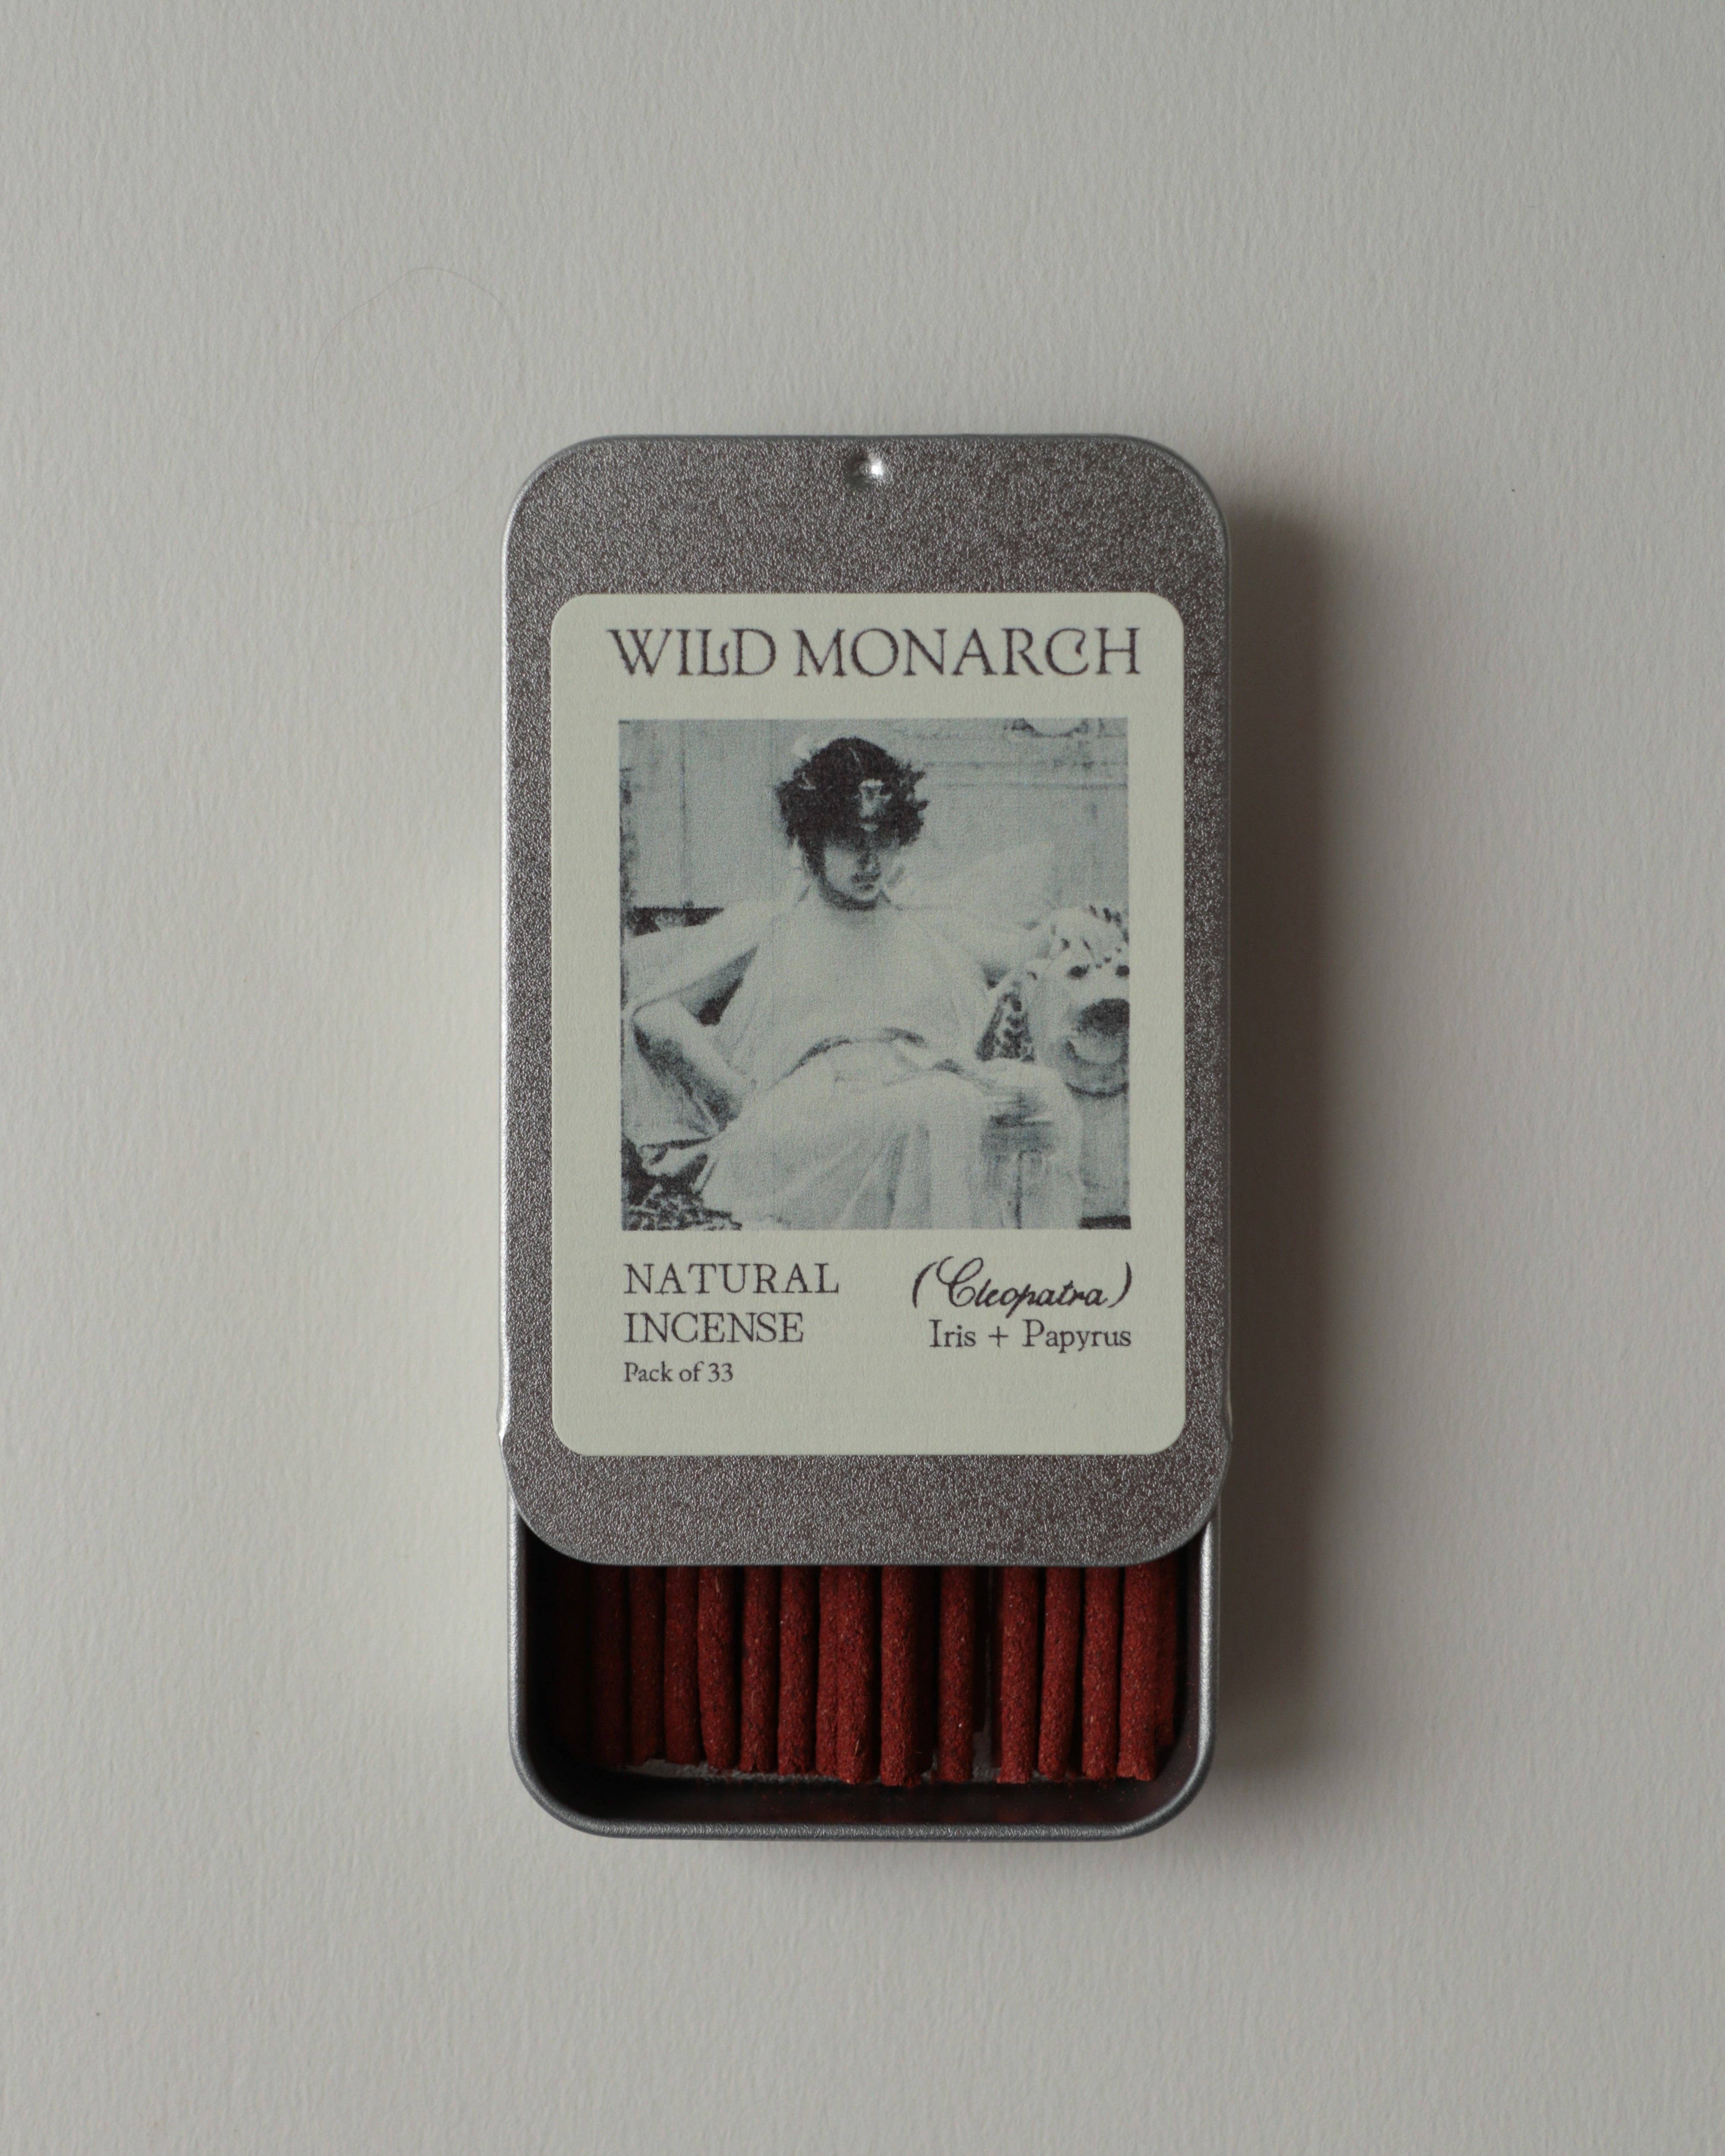 WILD MONARCH
NATURAL
INCENSE
Pack of 33
(Cleopatra)
Iris + Papyrus